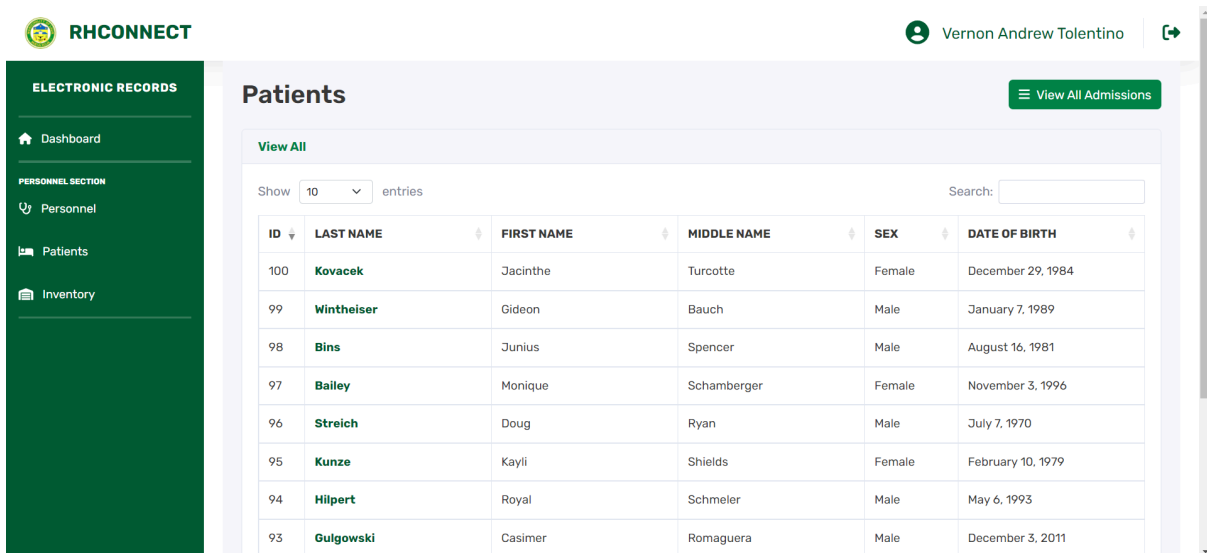 RHCONNECT
Vernon Andrew Tolentino
ELECTRONIC RECORDS
Dashboard
PERSONNEL SECTION
Personnel
Patients
Inventory
Patients
View All Admissions
View All
Show 10 entries
Search:
ID LAST NAME FIRST NAME MIDDLE NAME SEX DATE OF BIRTH
100 Kovacek Jacinthe Turcotte Female December 29, 1984
99 Wintheiser Gideon Bauch Male January 7, 1989
98 Bins Junius Spencer Male August 16, 1981
97 Bailey Monique Schamberger Female November 3, 1996
96 Streich Doug Ryan Male July 7, 1970
95 Kunze Kayli Shields Female February 10, 1979
94 Hilpert Royal Schmeler Male May 6, 1993
93 Gulgowski Casimer Romaguera Male December 3, 2011